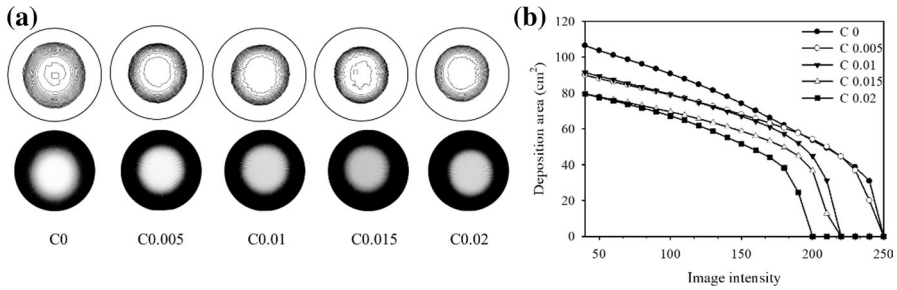 (a)
C0 C0.005 C0.01 C0.015 C0.02
(b)
Deposition area (cm²)
120
100
80
60
40
20
0
50 100 150 200 250
Image intensity
C 0
C 0.005
C 0.01
C 0.015
C 0.02